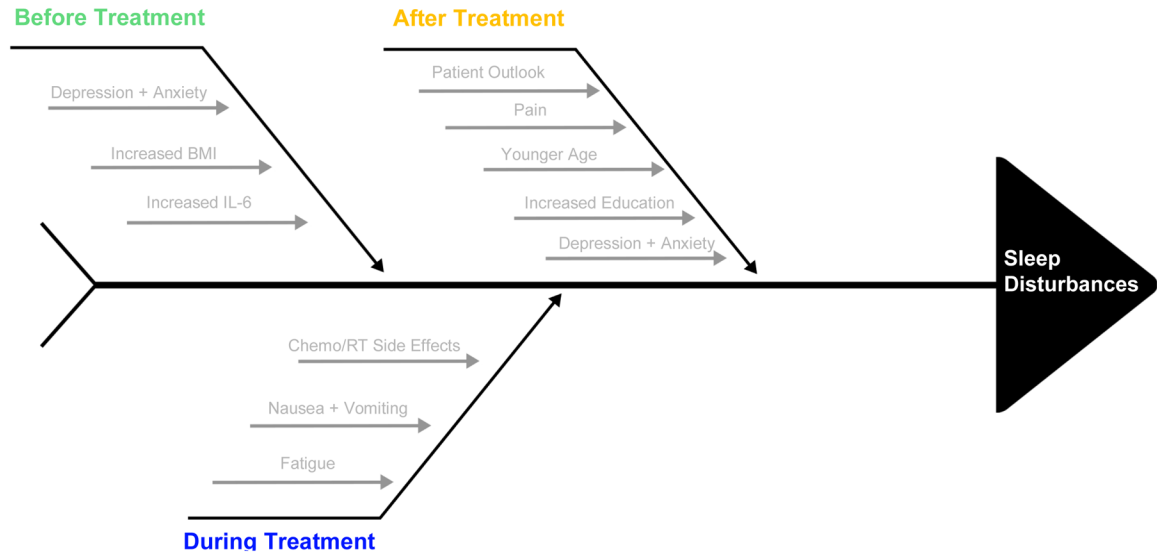 Before Treatment
Depression + Anxiety
Increased BMI
Increased IL-6
After Treatment
Patient Outlook
Pain
Younger Age
Increased Education
Depression + Anxiety
Sleep
Disturbances
Chemo/RT Side Effects
Nausea + Vomiting
Fatigue
During Treatment